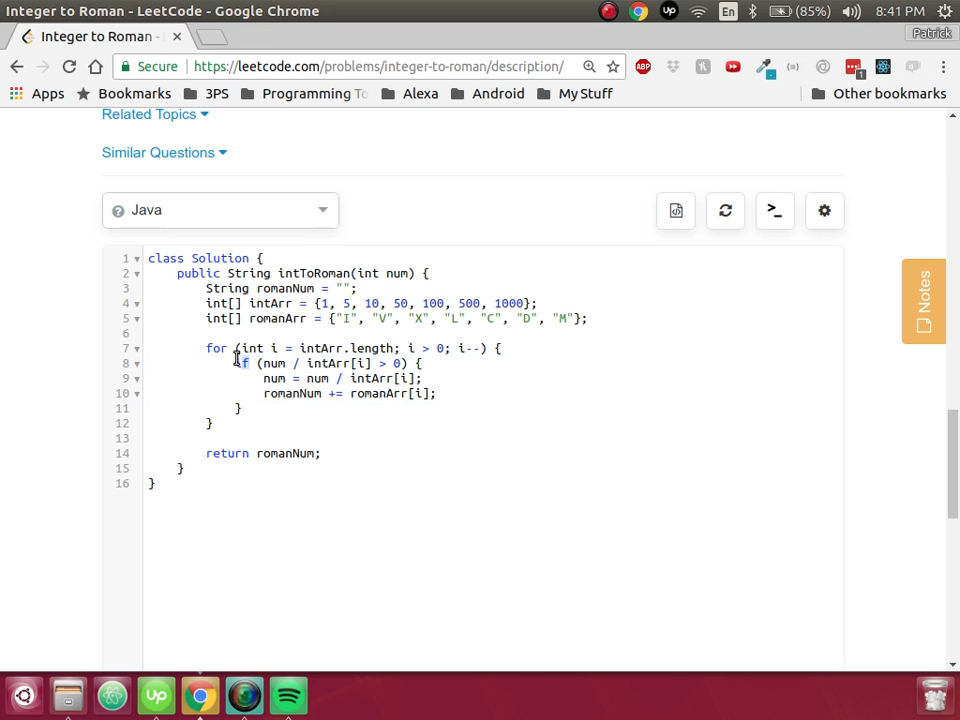 Integer to Roman - LeetCode - Google Chrome
Up
En
(85%)
8:41 PM
Integer to Roman -
Patrick
Secure
https://leetcode.com/problems/integer-to-roman/description/
ABP
1
Apps
Bookmarks
3PS
Programming To
Alexa
Android
My Stuff
Other bookmarks
Related Topics
Similar Questions
? Java
>_
Notes
1 class Solution {
2     public String intToRoman(int num) {
3         String romanNum = "";
4         int[] intArr = {1, 5, 10, 50, 100, 500, 1000};
5         int[] romanArr = {"I", "V", "X", "L", "C", "D", "M"};
6
7         for (int i = intArr.length; i > 0; i--) {
8             if (num / intArr[i] > 0) {
9                 num = num / intArr[i];
10                 romanNum += romanArr[i];
11             }
12         }
13
14         return romanNum;
15     }
16 }
Up